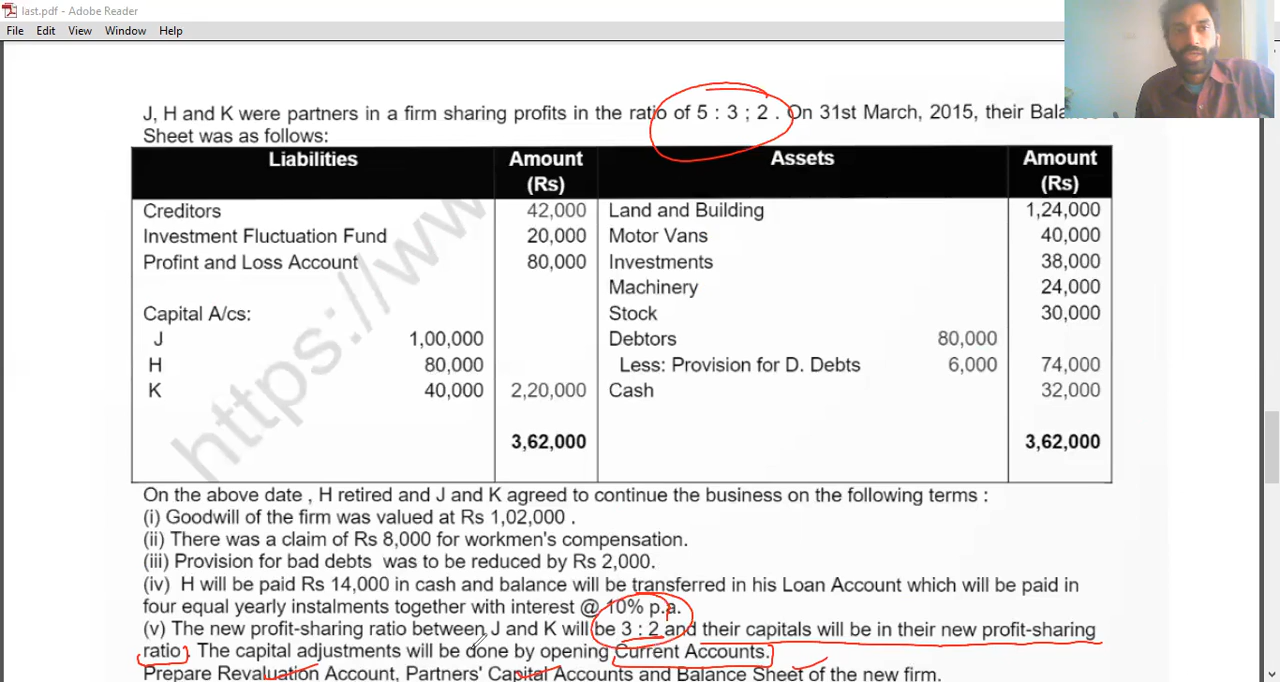 last.pdf - Adobe Reader
File Edit View Window Help
J, H and K were partners in a firm sharing profits in the ratio of 5 : 3 ; 2 . On 31st March, 2015, their Bala
Sheet was as follows:
Liabilities Amount (Rs) Assets Amount (Rs)
Creditors 42,000 Land and Building 1,24,000
Investment Fluctuation Fund 20,000 Motor Vans 40,000
Profint and Loss Account 80,000 Investments 38,000
Machinery 24,000
Capital A/cs: Stock 30,000
J 1,00,000 Debtors 80,000
H 80,000 Less: Provision for D. Debts 6,000 74,000
K 40,000 2,20,000 Cash 32,000
3,62,000 3,62,000
https://www.
On the above date , H retired and J and K agreed to continue the business on the following terms :
(i) Goodwill of the firm was valued at Rs 1,02,000 .
(ii) There was a claim of Rs 8,000 for workmen's compensation.
(iii) Provision for bad debts was to be reduced by Rs 2,000.
(iv) H will be paid Rs 14,000 in cash and balance will be transferred in his Loan Account which will be paid in
four equal yearly instalments together with interest @ 10% p.a.
(v) The new profit-sharing ratio between J and K will be 3 : 2 and their capitals will be in their new profit-sharing
ratio . The capital adjustments will be done by opening Current Accounts.
Prepare Revaluation Account, Partners' Capital Accounts and Balance Sheet of the new firm.